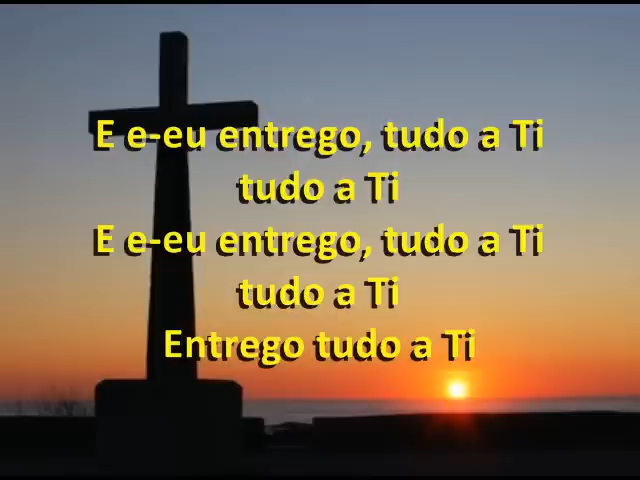 E e-eu entrego, tudo a Ti
tudo a Ti
E e-eu entrego, tudo a Ti
tudo a Ti
Entrego tudo a Ti